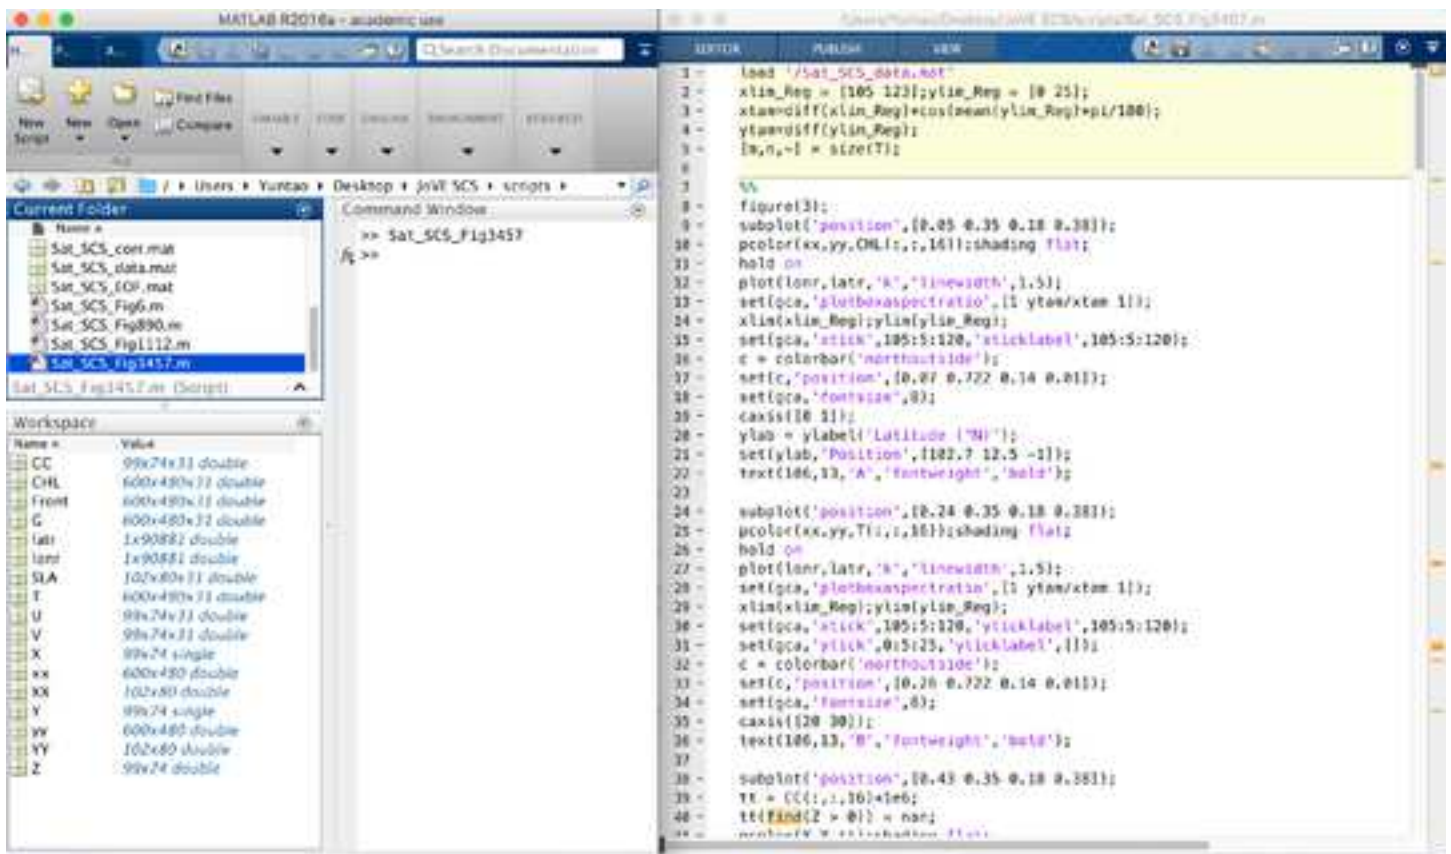 MATLAB R2016a - academic use
Search Documentation
New Script
New
Open
Find Files
Compare
/ Users Yuntao Desktop JoVE SCS scripts
Current Folder
Name
Sat_SCS_corr.mat
Sat_SCS_data.mat
Sat_SCS_EOF.mat
Sat_SCS_Fig6.m
Sat_SCS_Fig890.m
Sat_SCS_Fig1112.m
Sat_SCS_Fig3457.m
Sat_SCS_Fig3457.m (Script)
Workspace
Name Value
CC 99x74x31 double
CHL 600x480x31 double
Front 600x480x31 double
G 600x480x31 double
latr 1x90881 double
lonr 1x90881 double
SLA 102x80x31 double
T 600x480x31 double
U 99x74x31 double
V 99x74x31 double
X 99x74 single
xx 600x480 double
XX 102x80 double
Y 99x74 single
yy 600x480 double
YY 102x80 double
Z 99x74 double
Command Window
>> Sat_SCS_Fig3457
fx >>
EDITOR PUBLISH VIEW
1 - load './Sat_SCS_data.mat'
2 - xlim_Reg = [105 123];ylim_Reg = [0 25];
3 - xtam=diff(xlim_Reg)*cos(mean(ylim_Reg)*pi/180);
4 - ytam=diff(ylim_Reg);
5 - [m,n,~] = size(T);
6
7 %%
8 - figure(3);
9 - subplot('position',[0.05 0.35 0.18 0.38]);
10 - pcolor(xx,yy,CHL(:,:,16));shading flat;
11 - hold on
12 - plot(lonr,latr,'k','linewidth',1.5);
13 - set(gca,'plotboxaspectratio',[1 ytam/xtam 1]);
14 - xlim(xlim_Reg);ylim(ylim_Reg);
15 - set(gca,'xtick',105:5:120,'xticklabel',105:5:120);
16 - c = colorbar('northoutside');
17 - set(c,'position',[0.07 0.722 0.14 0.01]);
18 - set(gca,'fontsize',8);
19 - caxis([0 1]);
20 - ylab = ylabel('Latitude (°N)');
21 - set(ylab,'Position',[102.7 12.5 -1]);
22 - text(106,13,'A','fontweight','bold');
23
24 - subplot('position',[0.24 0.35 0.18 0.38]);
25 - pcolor(xx,yy,T(:,:,16));shading flat;
26 - hold on
27 - plot(lonr,latr,'k','linewidth',1.5);
28 - set(gca,'plotboxaspectratio',[1 ytam/xtam 1]);
29 - xlim(xlim_Reg);ylim(ylim_Reg);
30 - set(gca,'xtick',105:5:120,'xticklabel',105:5:120);
31 - set(gca,'ytick',0:5:25,'yticklabel',[]);
32 - c = colorbar('northoutside');
33 - set(c,'position',[0.26 0.722 0.14 0.01]);
34 - set(gca,'fontsize',8);
35 - caxis([20 30]);
36 - text(106,13,'B','fontweight','bold');
37
38 - subplot('position',[0.43 0.35 0.18 0.38]);
39 - tt = CC(:,:,16)*1e6;
40 - tt(find(Z > 0)) = nan;